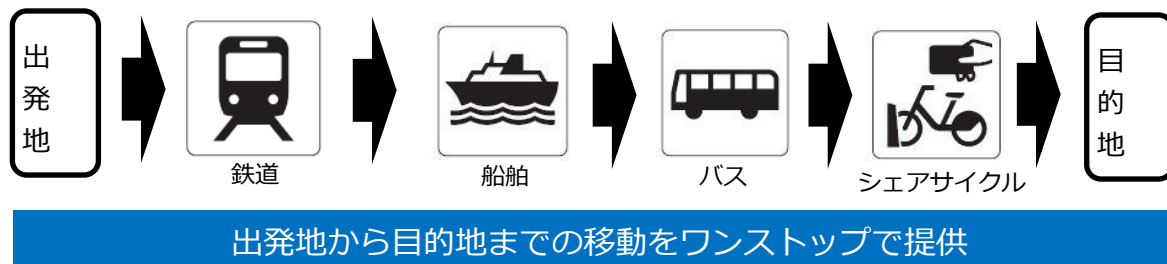 出発地
鉄道
船舶
バス
シェアサイクル
目的地
出発地から目的地までの移動をワンストップで提供